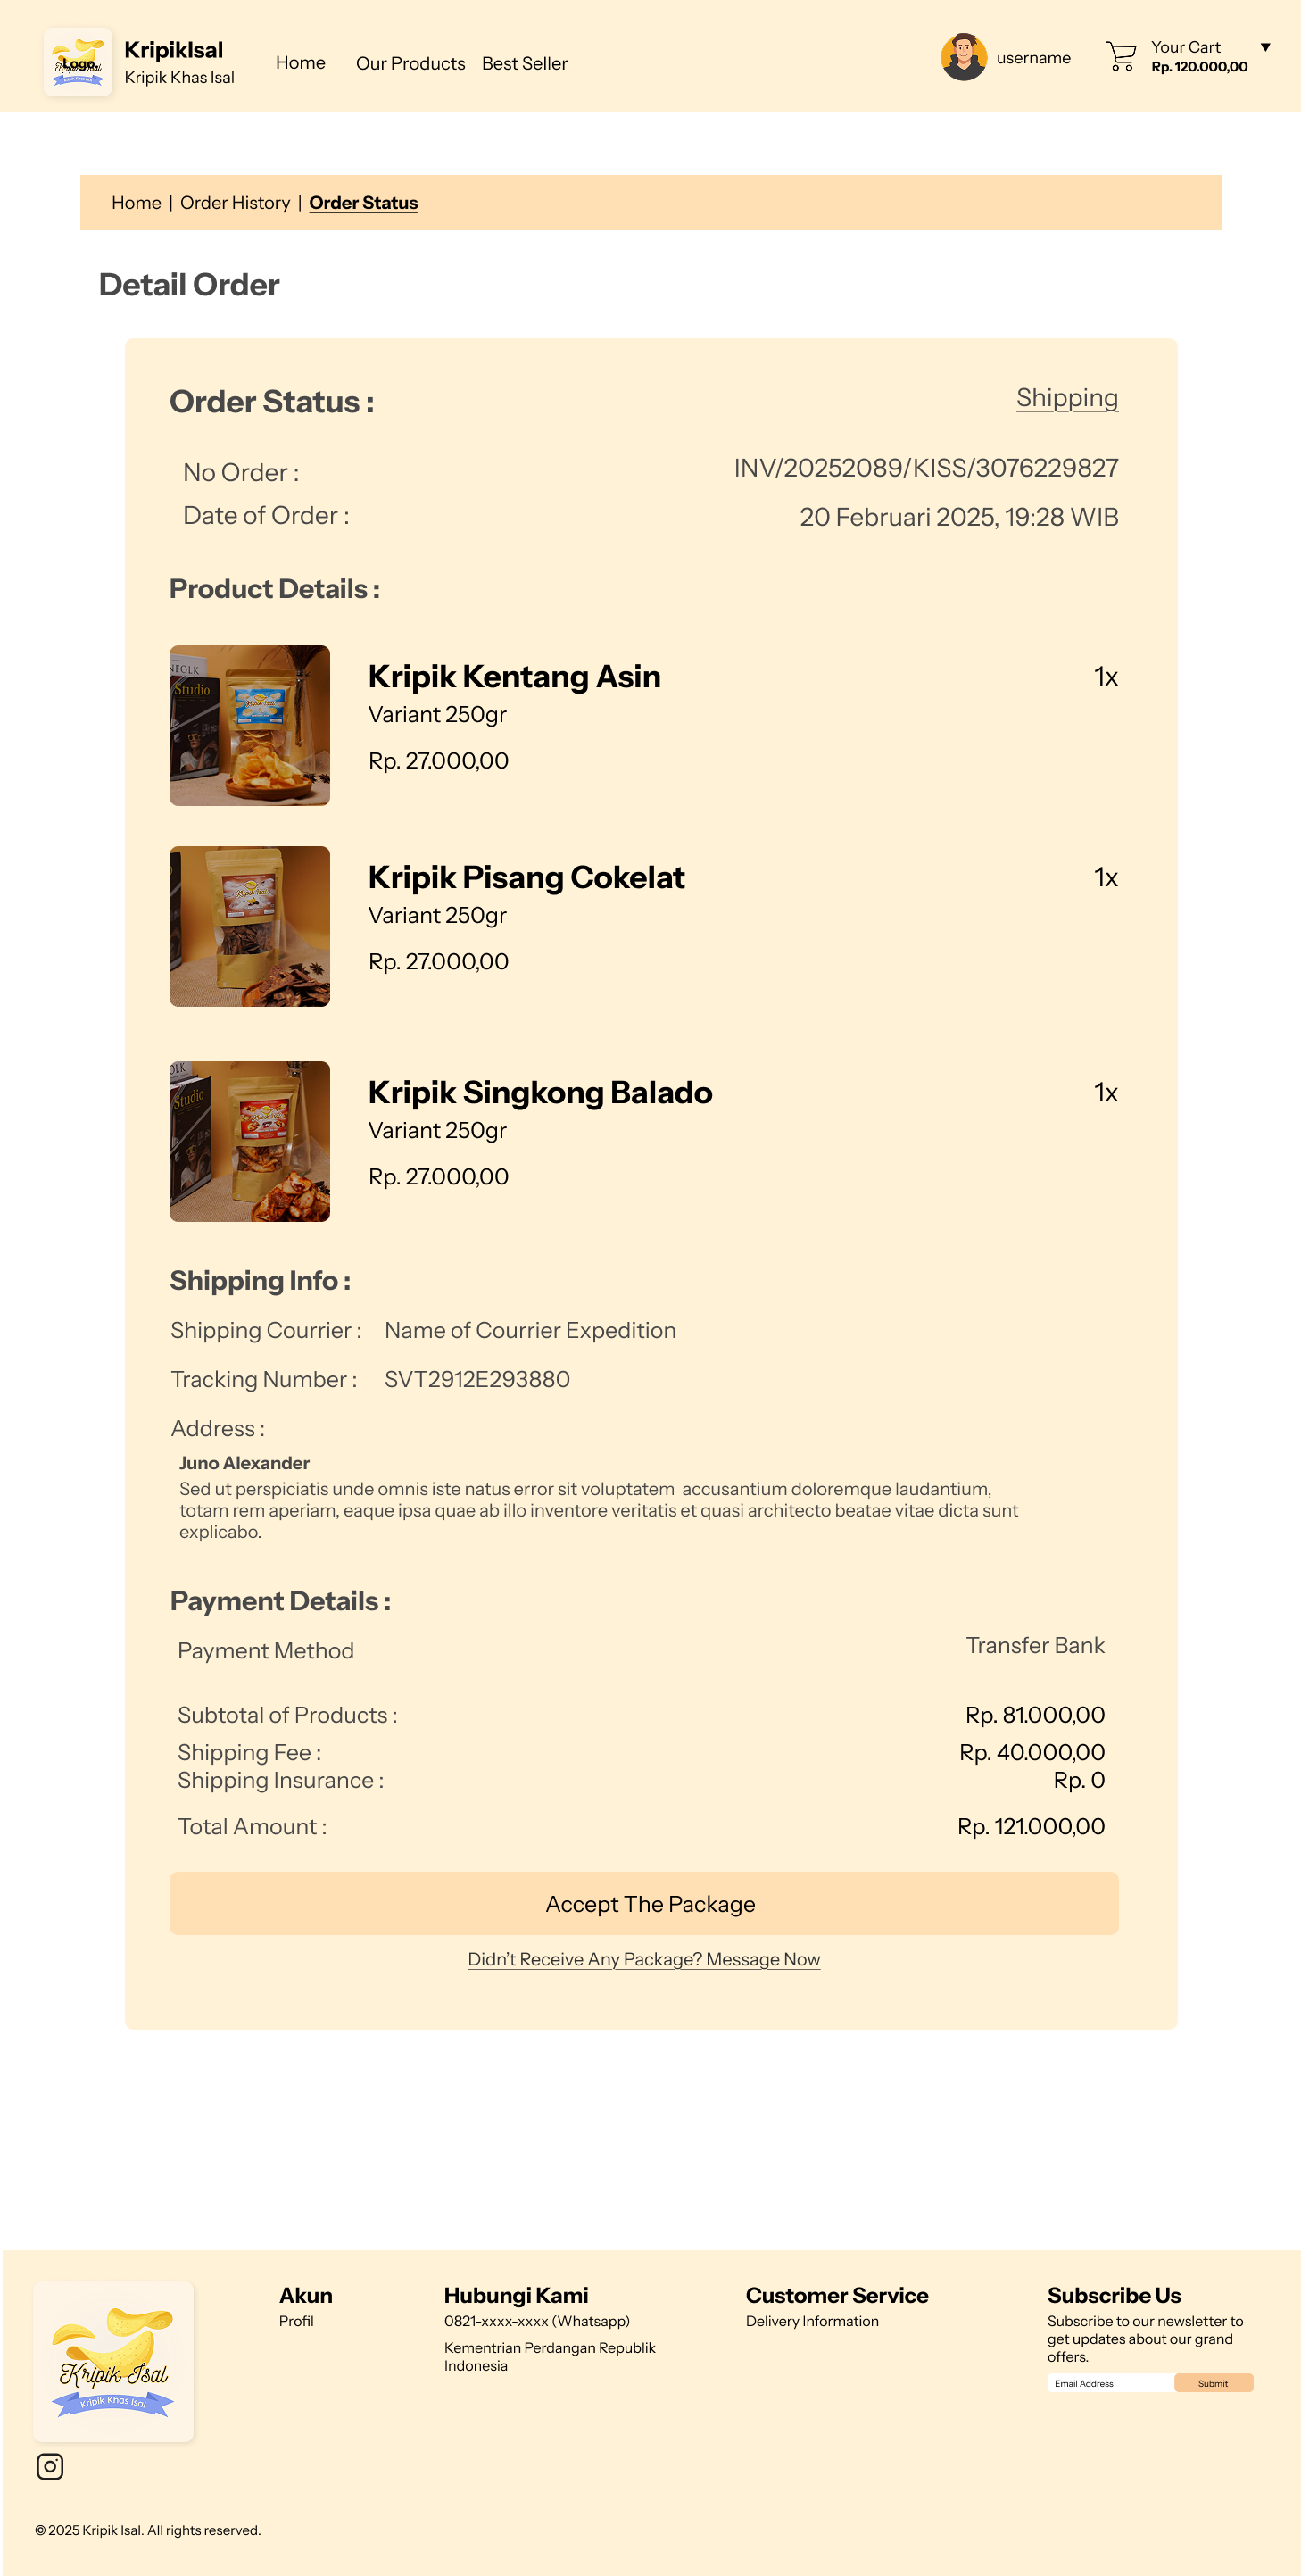 Logo.
KripikIsal
Kripik Khas Isal
Home
Our Products
Best Seller
username
Your Cart
Rp. 120.000,00
Home | Order History | Order Status
Detail Order
Order Status :
Shipping
No Order :
INV/20252089/KISS/3076229827
Date of Order :
20 Februari 2025, 19:28 WIB
Product Details :
NFOLK
Studio
Kripik Kentang Asin
1x
Variant 250gr
Rp. 27.000,00
Kripik Isal
Kripik Pisang Cokelat
1x
Variant 250gr
Rp. 27.000,00
OLK
Studio
Kripik Singkong Balado
1x
Variant 250gr
Rp. 27.000,00
Shipping Info :
Shipping Courrier :
Name of Courrier Expedition
Tracking Number :
SVT2912E293880
Address :
Juno Alexander
Sed ut perspiciatis unde omnis iste natus error sit voluptatem accusantium doloremque laudantium,
totam rem aperiam, eaque ipsa quae ab illo inventore veritatis et quasi architecto beatae vitae dicta sunt
explicabo.
Payment Details :
Payment Method
Transfer Bank
Subtotal of Products :
Rp. 81.000,00
Shipping Fee :
Rp. 40.000,00
Shipping Insurance :
Rp. 0
Total Amount :
Rp. 121.000,00
Accept The Package
Didn't Receive Any Package? Message Now
Kripik Isal
Kripik Khas Isal
Akun
Profil
Hubungi Kami
0821-xxxx-xxxx (Whatsapp)
Kementrian Perdangan Republik
Indonesia
Customer Service
Delivery Information
Subscribe Us
Subscribe to our newsletter to
get updates about our grand
offers.
Email Address
Submit
© 2025 Kripik Isal. All rights reserved.